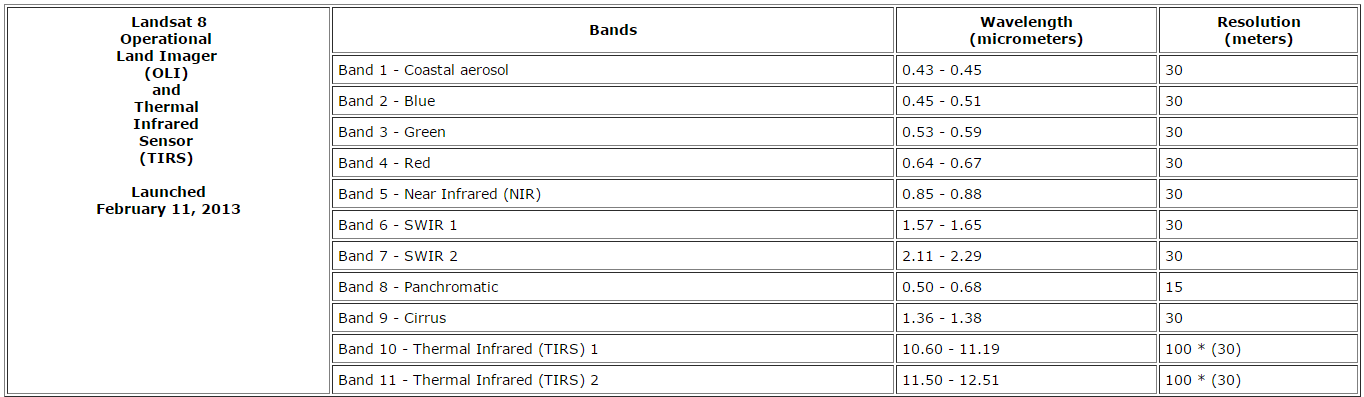 Landsat 8
Operational
Land Imager
(OLI)
and
Thermal
Infrared
Sensor
(TIRS)
Launched
February 11, 2013
Bands Wavelength (micrometers) Resolution (meters)
Band 1 - Coastal aerosol 0.43 - 0.45 30
Band 2 - Blue 0.45 - 0.51 30
Band 3 - Green 0.53 - 0.59 30
Band 4 - Red 0.64 - 0.67 30
Band 5 - Near Infrared (NIR) 0.85 - 0.88 30
Band 6 - SWIR 1 1.57 - 1.65 30
Band 7 - SWIR 2 2.11 - 2.29 30
Band 8 - Panchromatic 0.50 - 0.68 15
Band 9 - Cirrus 1.36 - 1.38 30
Band 10 - Thermal Infrared (TIRS) 1 10.60 - 11.19 100 * (30)
Band 11 - Thermal Infrared (TIRS) 2 11.50 - 12.51 100 * (30)